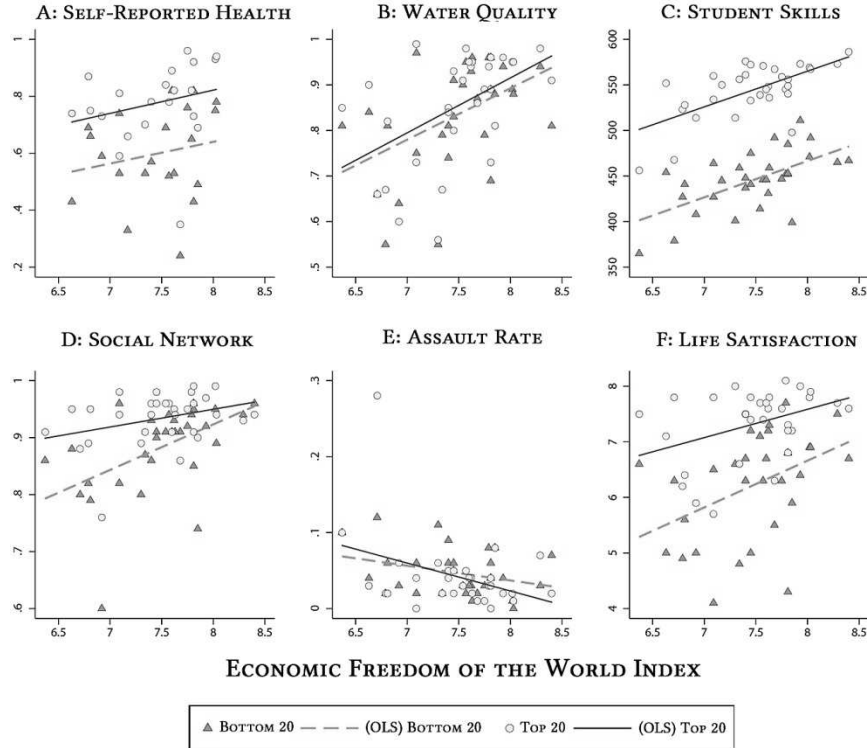 A: Self-Reported Health
1
.8
.6
.4
.2
6.5 7 7.5 8 8.5
B: Water Quality
1
.9
.8
.7
.6
.5
6.5 7 7.5 8 8.5
C: Student Skills
600
550
500
450
400
350
6.5 7 7.5 8 8.5
D: Social Network
1
.9
.8
.7
.6
6.5 7 7.5 8 8.5
E: Assault Rate
.3
.2
.1
0
6.5 7 7.5 8 8.5
F: Life Satisfaction
8
7
6
5
4
6.5 7 7.5 8 8.5
Economic Freedom of the World Index
Bottom 20 (OLS) Bottom 20 Top 20 (OLS) Top 20